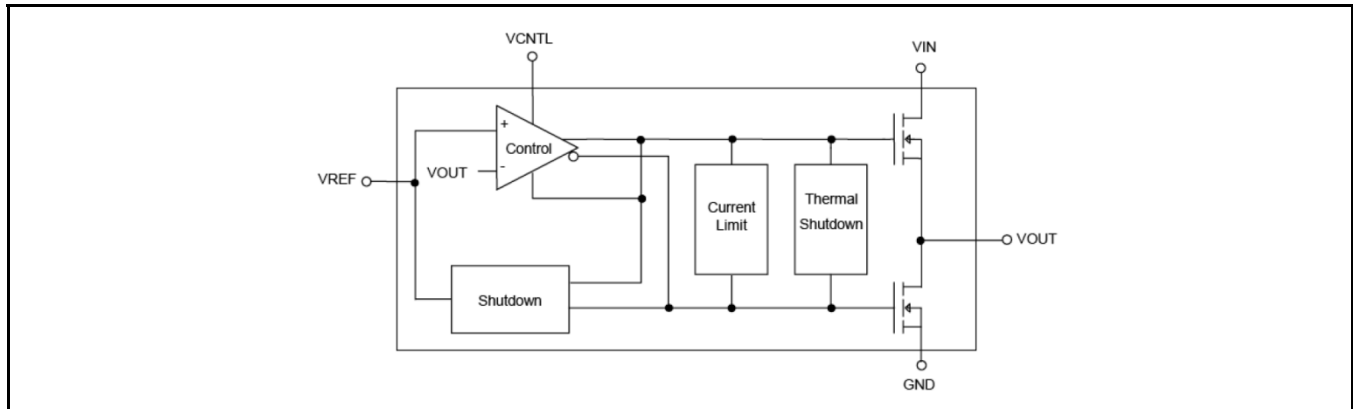 VCNTL
VIN
+
Control
VOUT
-
VREF
Current
Limit
Thermal
Shutdown
VOUT
Shutdown
GND